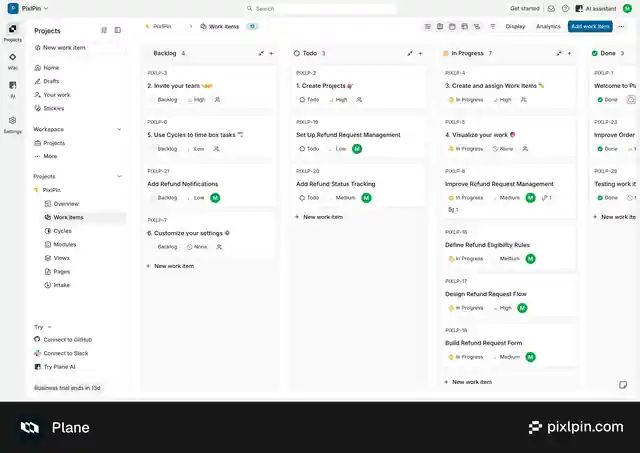 PixlPin
Search
Get started
AI assistant
M
Projects
Wiki
AI
Settings
Projects
New work item
Home
Drafts
Your work
Stickies
Workspace
Projects
More
Projects
PixlPin
Overview
Work items
Cycles
Modules
Views
Pages
Intake
Try
Connect to GitHub
Connect to Slack
Try Plane AI
Business trial ends in 13d
PixlPin
Work items
Display
Analytics
Add work item
Backlog 4
PIXLP-3
2. Invite your team
Backlog High
PIXLP-6
5. Use Cycles to time box tasks
Backlog Low
PIXLP-21
Add Refund Notifications
Backlog Low M
PIXLP-7
6. Customize your settings
Backlog None
New work item
Todo 3
PIXLP-2
1. Create Projects
Todo High
PIXLP-19
Set Up Refund Request Management
Todo Low M
PIXLP-20
Add Refund Status Tracking
Todo Medium M
New work item
In Progress 7
PIXLP-4
3. Create and assign Work Items
In Progress High
PIXLP-5
4. Visualize your work
In Progress None
PIXLP-8
Improve Refund Request Management
In Progress Medium M 1
1
PIXLP-16
Define Refund Eligibility Rules
In Progress Medium M
PIXLP-17
Design Refund Request Flow
In Progress High M
PIXLP-18
Build Refund Request Form
In Progress Medium M
New work item
Done 3
PIXLP-1
Welcome to Pl
Done
PIXLP-23
Improve Order
Done
PIXLP-28
Testing work it
Done
New work item
Plane
pixlpin.com